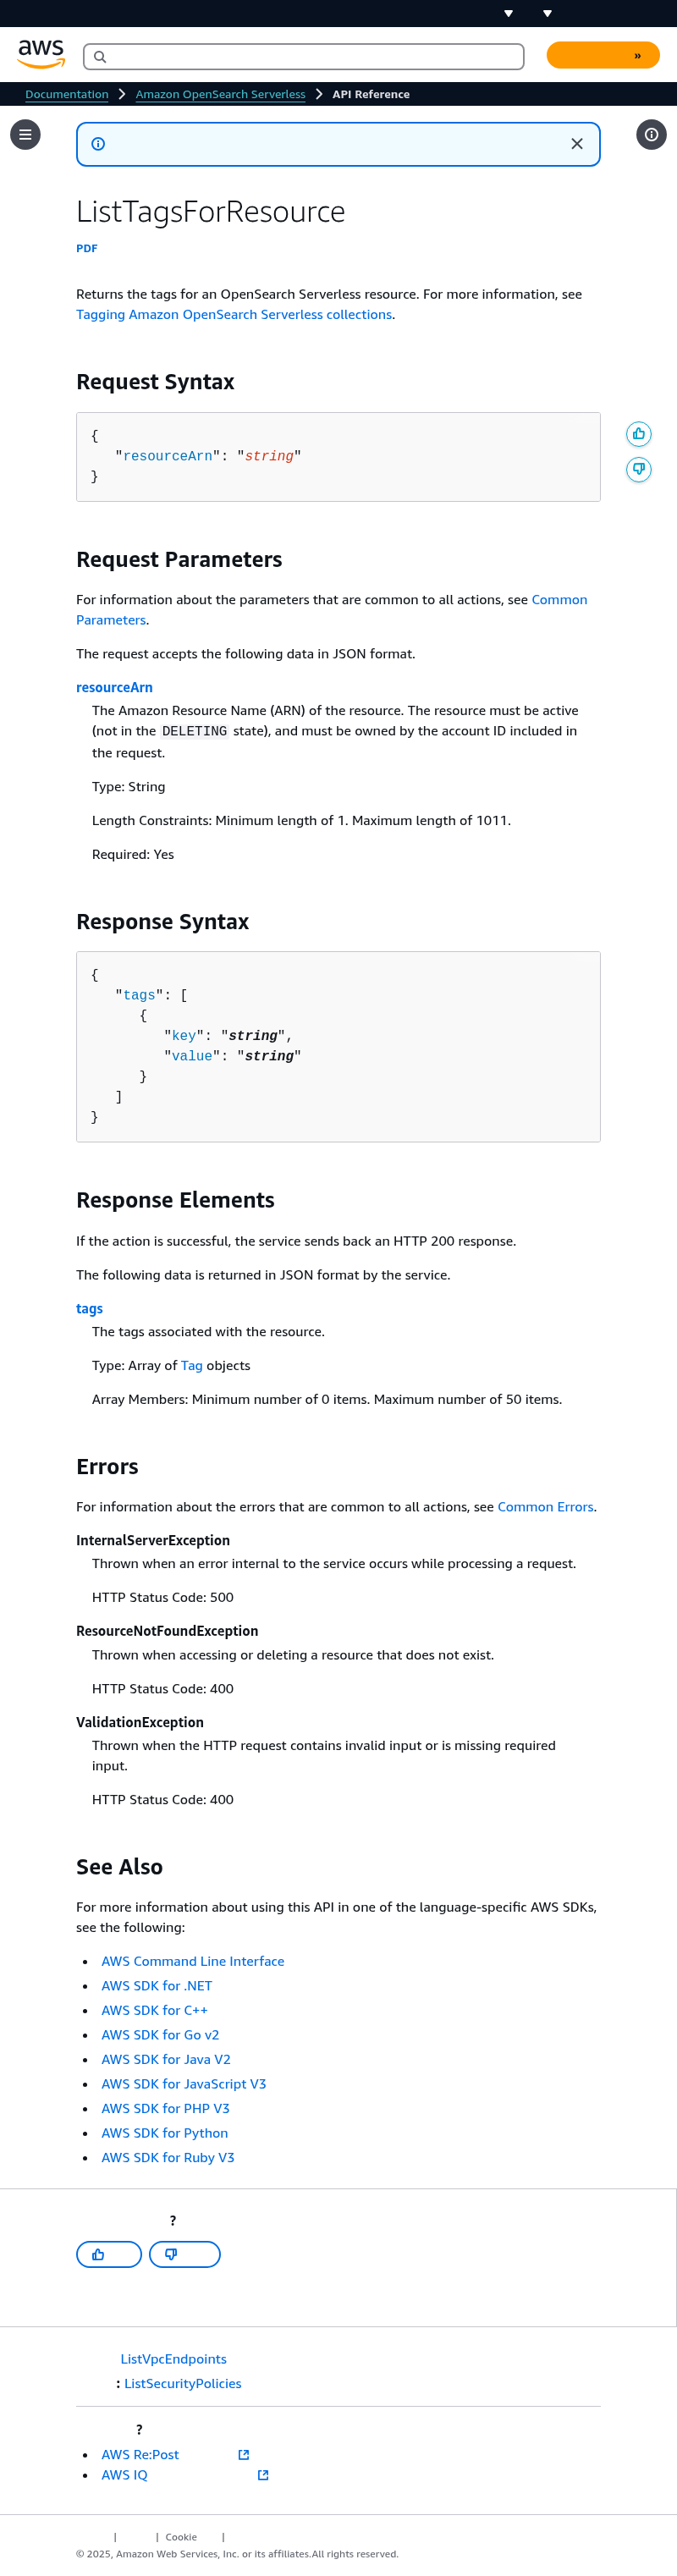 aws
»
Documentation
Amazon OpenSearch Serverless
API Reference
ListTagsForResource
PDF
Returns the tags for an OpenSearch Serverless resource. For more information, see
Tagging Amazon OpenSearch Serverless collections.
Request Syntax
{
"resourceArn": "string"
}
Request Parameters
For information about the parameters that are common to all actions, see Common
Parameters.
The request accepts the following data in JSON format.
resourceArn
The Amazon Resource Name (ARN) of the resource. The resource must be active
(not in the DELETING state), and must be owned by the account ID included in
the request.
Type: String
Length Constraints: Minimum length of 1. Maximum length of 1011.
Required: Yes
Response Syntax
{
"tags": [
{
"key": "string",
"value": "string"
}
]
}
Response Elements
If the action is successful, the service sends back an HTTP 200 response.
The following data is returned in JSON format by the service.
tags
The tags associated with the resource.
Type: Array of Tag objects
Array Members: Minimum number of 0 items. Maximum number of 50 items.
Errors
For information about the errors that are common to all actions, see Common Errors.
InternalServerException
Thrown when an error internal to the service occurs while processing a request.
HTTP Status Code: 500
ResourceNotFoundException
Thrown when accessing or deleting a resource that does not exist.
HTTP Status Code: 400
ValidationException
Thrown when the HTTP request contains invalid input or is missing required
input.
HTTP Status Code: 400
See Also
For more information about using this API in one of the language-specific AWS SDKs,
see the following:
• AWS Command Line Interface
• AWS SDK for .NET
• AWS SDK for C++
• AWS SDK for Go v2
• AWS SDK for Java V2
• AWS SDK for JavaScript V3
• AWS SDK for PHP V3
• AWS SDK for Python
• AWS SDK for Ruby V3
?
ListVpcEndpoints
: ListSecurityPolicies
?
• AWS Re:Post
• AWS IQ
| | Cookie |
© 2025, Amazon Web Services, Inc. or its affiliates.All rights reserved.